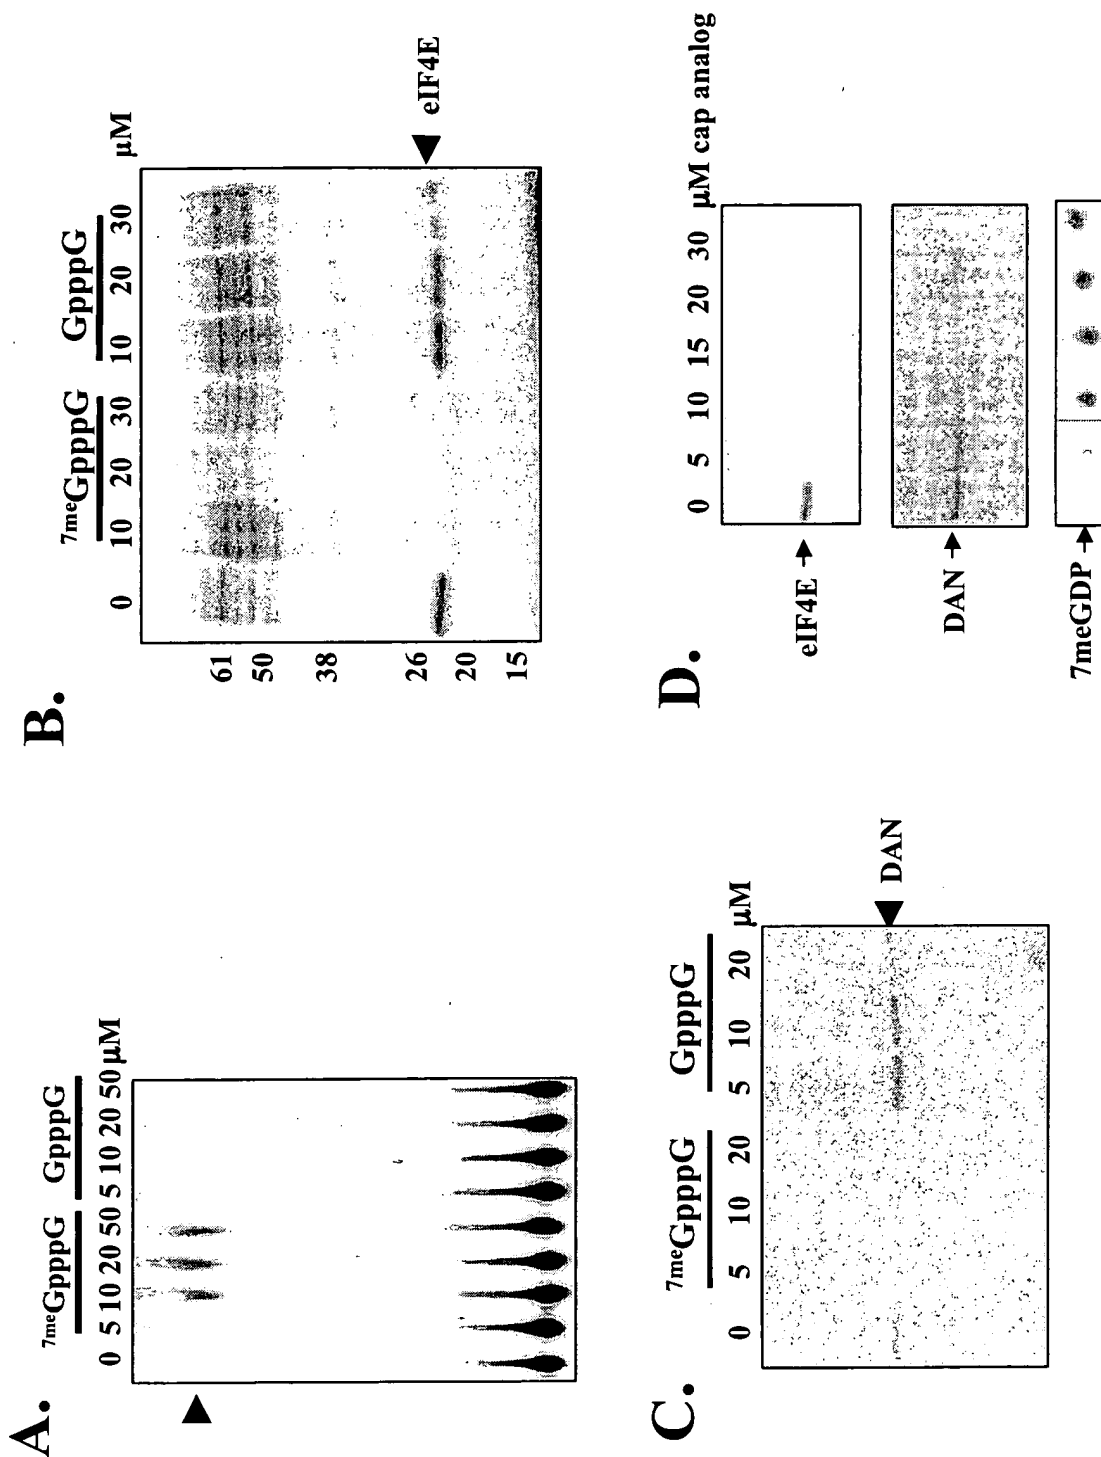 A.
7meGpppG GpppG
0 5 10 20 50 5 10 20 50 μM
B.
7meGpppG GpppG
0 10 20 30 10 20 30 μM
61
50
38
26
20
15
eIF4E
C.
7meGpppG GpppG
0 5 10 20 5 10 20 μM
DAN
D.
0 5 10 15 20 30 μM cap analog
eIF4E
DAN
7meGDP